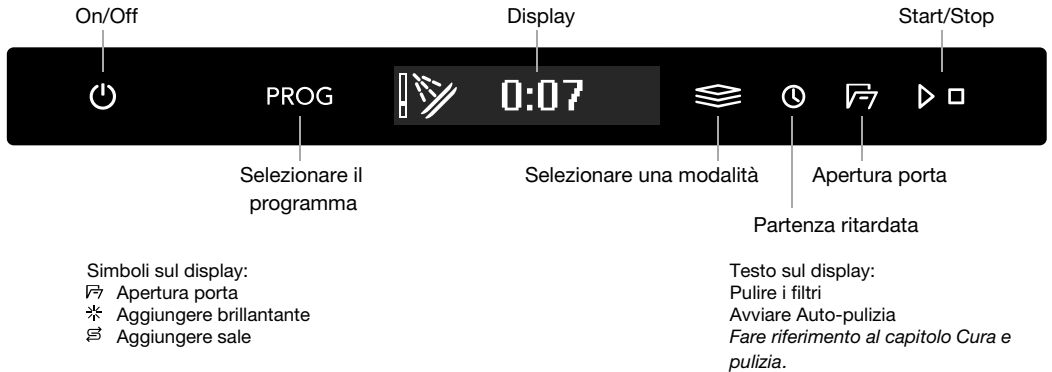 On/Off
Display
Start/Stop
PROG
0:07
Selezionare il
programma
Selezionare una modalità
Apertura porta
Partenza ritardata
Simboli sul display:
Apertura porta
Aggiungere brillantante
Aggiungere sale
Testo sul display:
Pulire i filtri
Avviare Auto-pulizia
Fare riferimento al capitolo Cura e
pulizia.